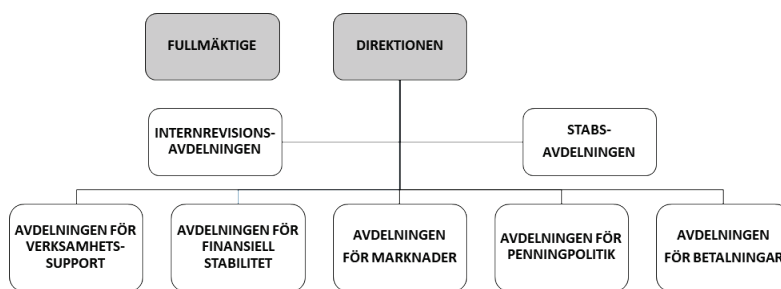 FULLMÄKTIGE
DIREKTIONEN
INTERNREVISIONS-
AVDELNINGEN
STABS-
AVDELNINGEN
AVDELNINGEN FÖR
VERKSAMHETS-
SUPPORT
AVDELNINGEN FÖR
FINANSIELL
STABILITET
AVDELNINGEN
FÖR MARKNADER
AVDELNINGEN FÖR
PENNINGPOLITIK
AVDELNINGEN
FÖR BETALNINGAR